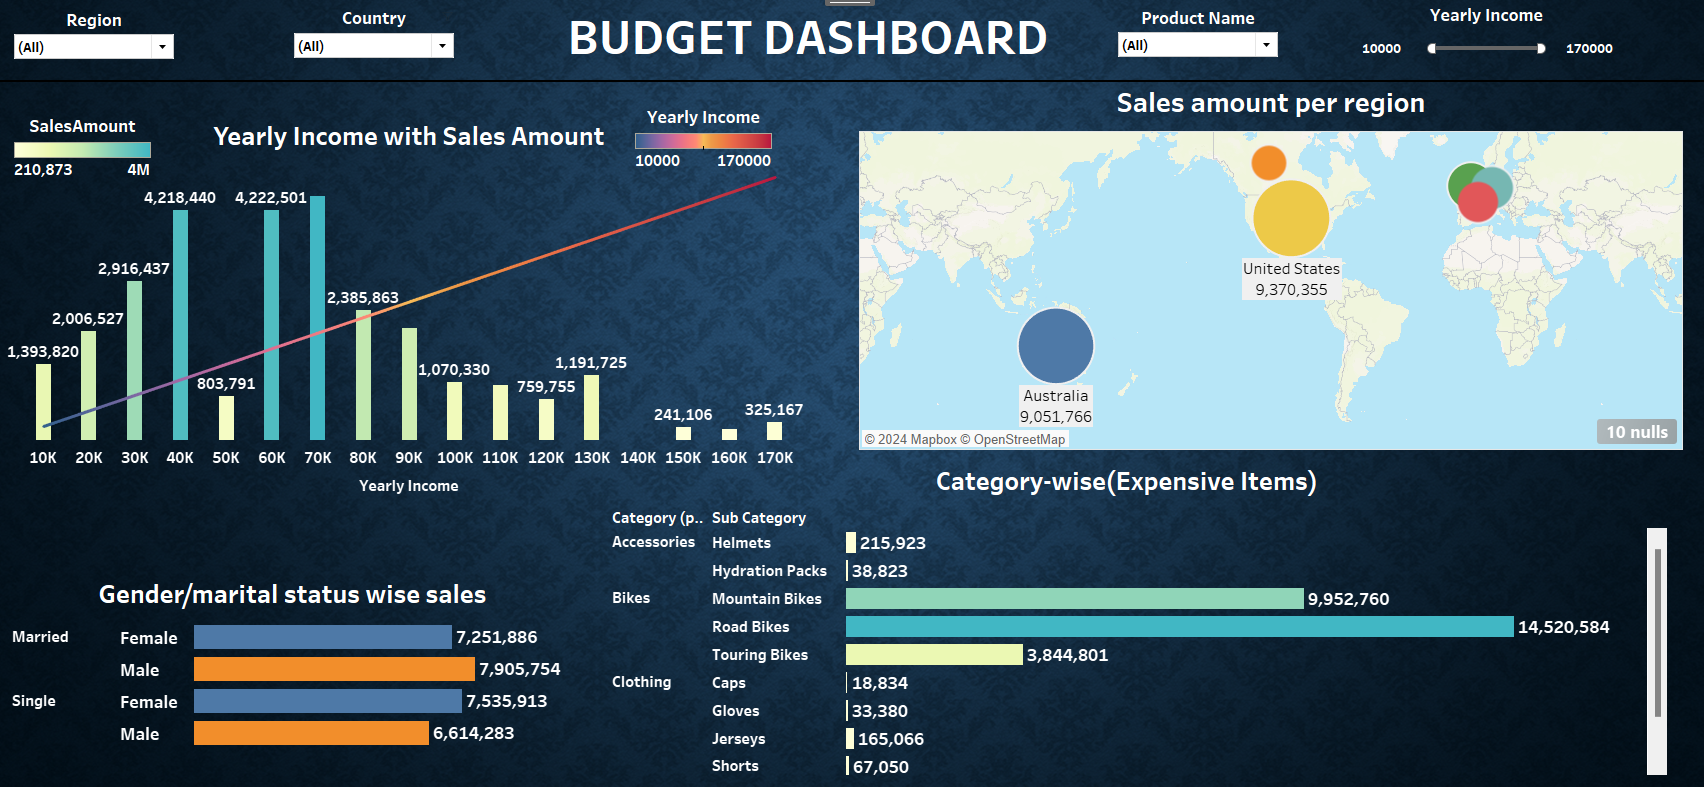 Region
(All)
Country
(All)
BUDGET DASHBOARD
Product Name
(All)
Yearly Income
10000 170000
SalesAmount
210,873 4M
Yearly Income with Sales Amount
Yearly Income
10000 170000
4,218,440 4,222,501
2,916,437
2,385,863
2,006,527
1,393,820
803,791
1,070,330
759,755
1,191,725
241,106
325,167
10K 20K 30K 40K 50K 60K 70K 80K 90K 100K 110K 120K 130K 140K 150K 160K 170K
Yearly Income
Sales amount per region
United States
9,370,355
Australia
9,051,766
© 2024 Mapbox © OpenStreetMap
10 nulls
Gender/marital status wise sales
Married Female 7,251,886
Male 7,905,754
Single Female 7,535,913
Male 6,614,283
Category-wise(Expensive Items)
Category (p.. Sub Category
Accessories Helmets 215,923
Hydration Packs 38,823
Bikes Mountain Bikes 9,952,760
Road Bikes 14,520,584
Touring Bikes 3,844,801
Clothing Caps 18,834
Gloves 33,380
Jerseys 165,066
Shorts 67,050